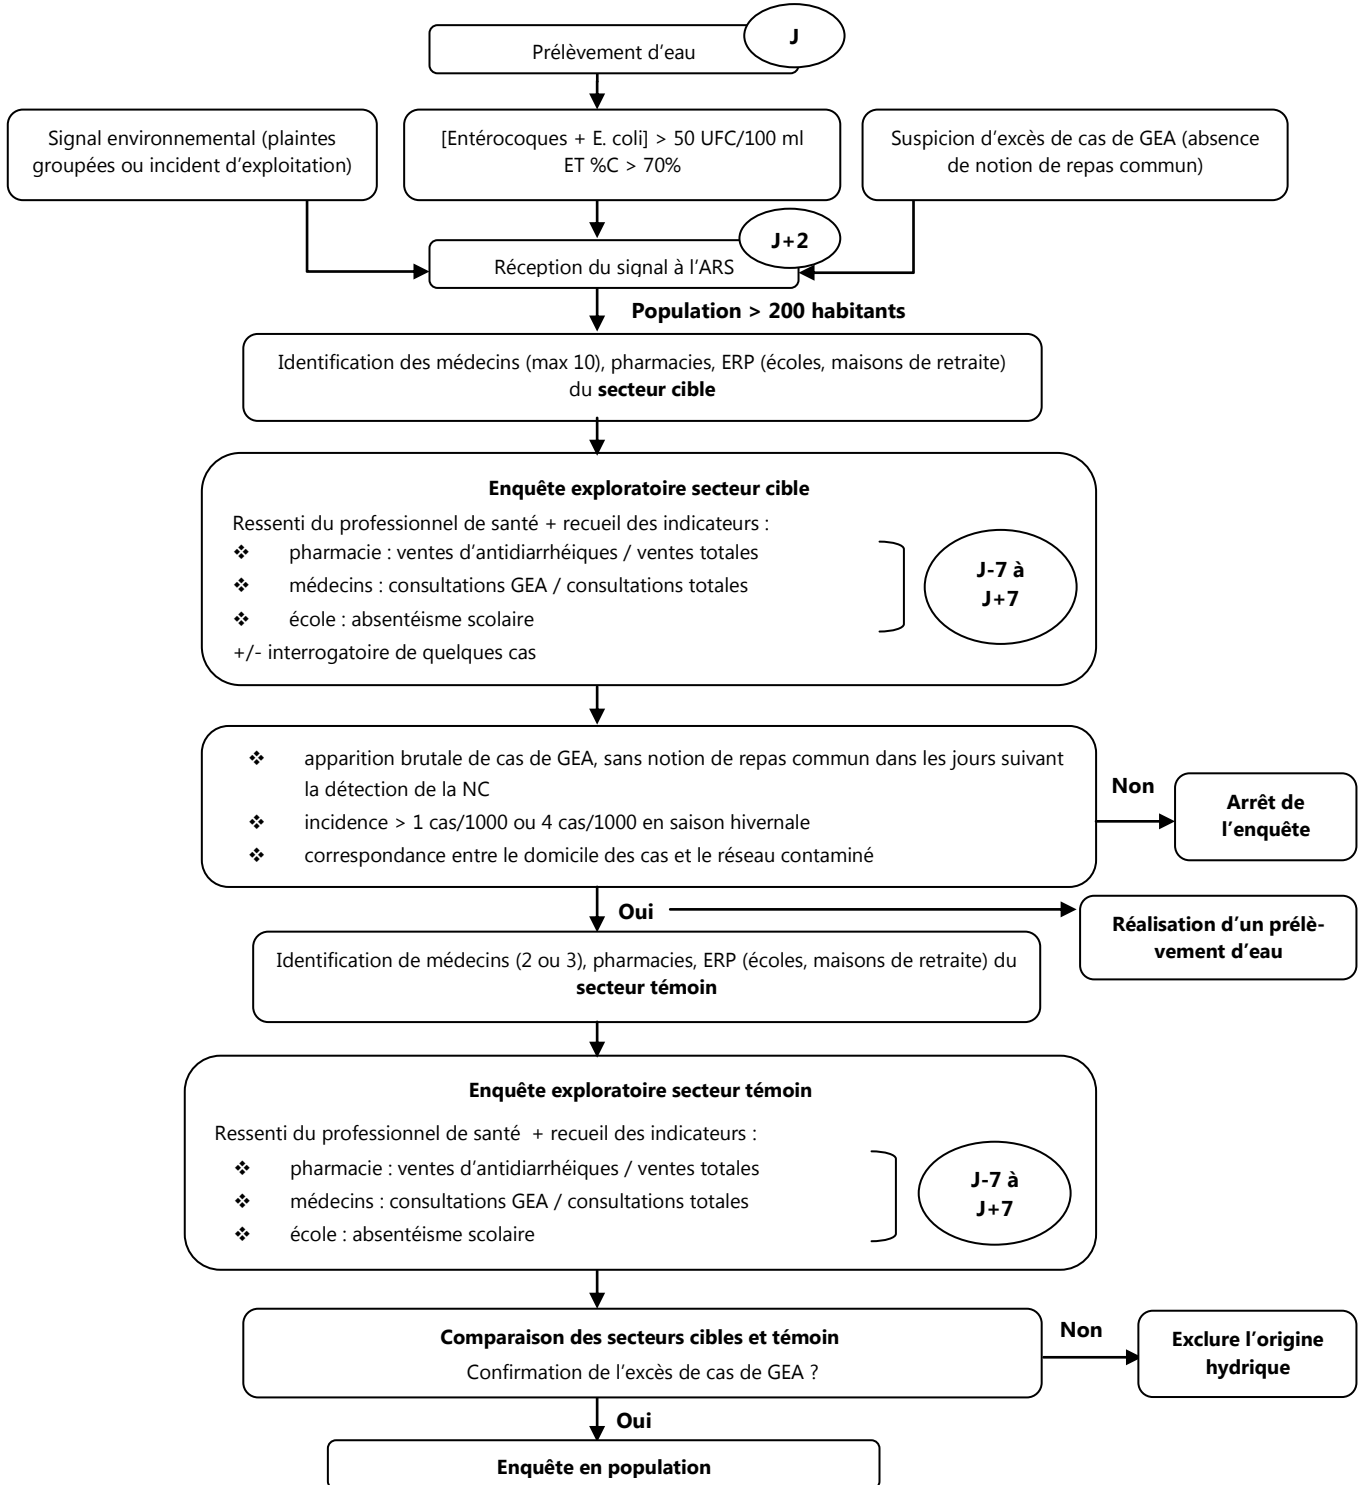 J
Prélèvement d’eau
Signal environnemental (plaintes
groupées ou incident d’exploitation)
[Entérocoques + E. coli] > 50 UFC/100 ml
ET %C > 70%
Suspicion d’excès de cas de GEA (absence
de notion de repas commun)
J+2
Réception du signal à l’ARS
Population > 200 habitants
Identification des médecins (max 10), pharmacies, ERP (écoles, maisons de retraite)
du secteur cible
Enquête exploratoire secteur cible
Ressenti du professionnel de santé + recueil des indicateurs :
❖ pharmacie : ventes d’antidiarrhéiques / ventes totales
❖ médecins : consultations GEA / consultations totales
❖ école : absentéisme scolaire
+/- interrogatoire de quelques cas
J-7 à
J+7
❖ apparition brutale de cas de GEA, sans notion de repas commun dans les jours suivant
la détection de la NC
❖ incidence > 1 cas/1000 ou 4 cas/1000 en saison hivernale
❖ correspondance entre le domicile des cas et le réseau contaminé
Non
Arrêt de
l’enquête
Oui
Réalisation d’un prélè-
vement d’eau
Identification de médecins (2 ou 3), pharmacies, ERP (écoles, maisons de retraite) du
secteur témoin
Enquête exploratoire secteur témoin
Ressenti du professionnel de santé + recueil des indicateurs :
❖ pharmacie : ventes d’antidiarrhéiques / ventes totales
❖ médecins : consultations GEA / consultations totales
❖ école : absentéisme scolaire
J-7 à
J+7
Comparaison des secteurs cibles et témoin
Confirmation de l’excès de cas de GEA ?
Non
Exclure l’origine
hydrique
Oui
Enquête en population